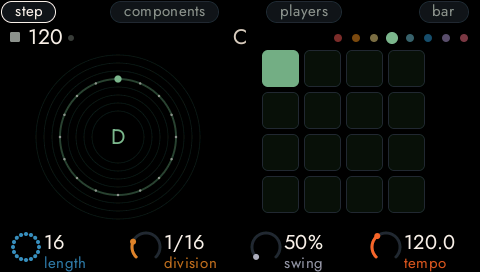 step components players bar
120 C
D
16 1/16 50% 120.0
length division swing tempo